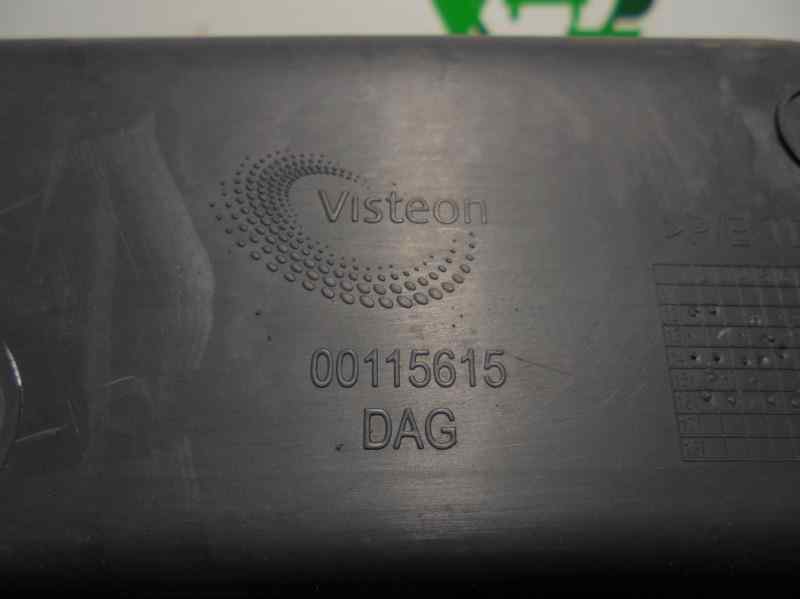 Visteon
00115615
DAG
>P/E